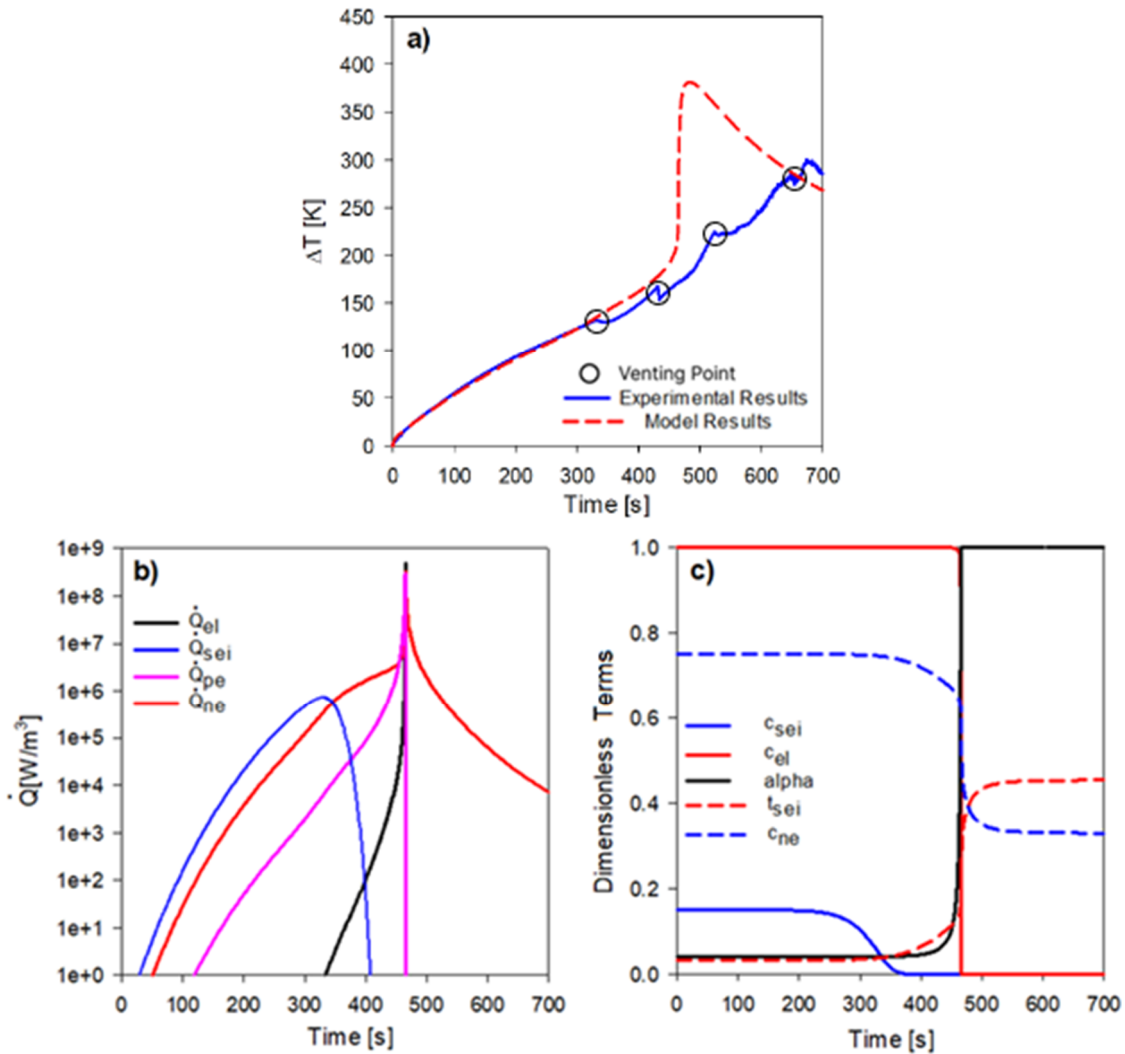 a)
450
400
350
300
250
200
150
100
50
0
ΔT [K]
Venting Point
Experimental Results
Model Results
0 100 200 300 400 500 600 700
Time [s]
b)
1e+9
1e+8
1e+7
1e+6
1e+5
1e+4
1e+3
1e+2
1e+1
1e+0
Q̇[W/m³]
Q̇el
Q̇sei
Q̇pe
Q̇ne
0 100 200 300 400 500 600 700
Time [s]
c)
1.0
0.8
0.6
0.4
0.2
0.0
Dimensionless Terms
csei
cel
alpha
tsei
cne
0 100 200 300 400 500 600 700
Time [s]